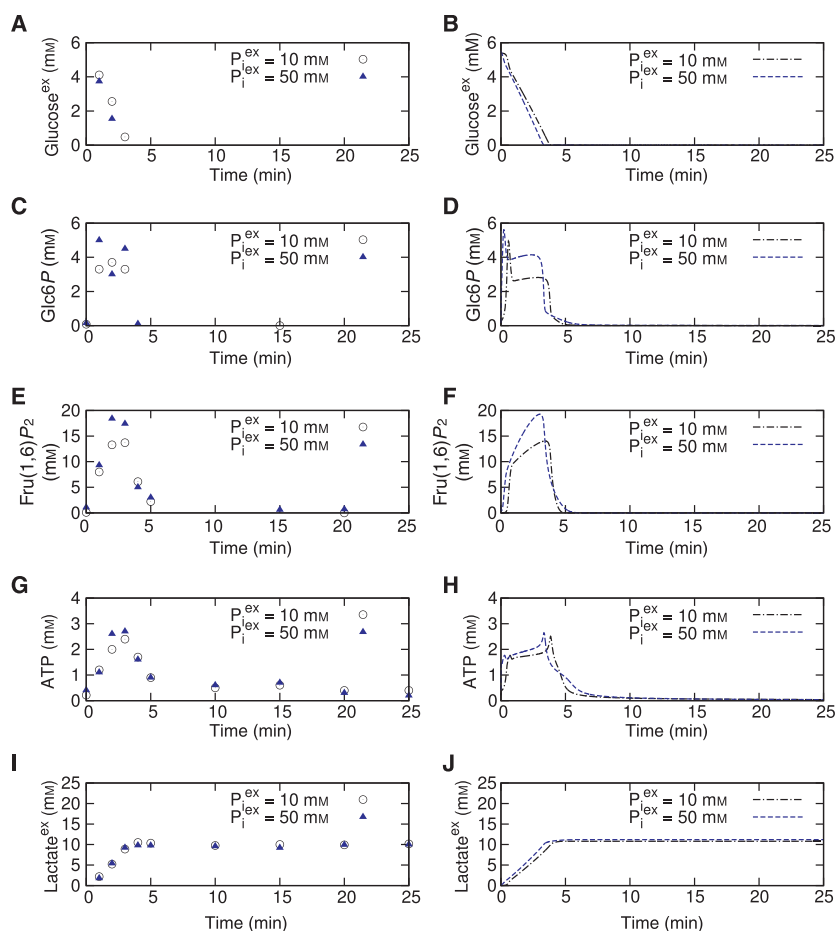 A
Glucose^ex (mM)
6
4
2
0
P_i^ex = 10 mM
P_i^ex = 50 mM
0 5 10 15 20 25
Time (min)
B
Glucose^ex (mM)
6
4
2
0
P_i^ex = 10 mM
P_i^ex = 50 mM
0 5 10 15 20 25
Time (min)
C
Glc6P (mM)
6
4
2
0
P_i^ex = 10 mM
P_i^ex = 50 mM
0 5 10 15 20 25
Time (min)
D
Glc6P (mM)
6
4
2
0
P_i^ex = 10 mM
P_i^ex = 50 mM
0 5 10 15 20 25
Time (min)
E
Fru(1,6)P2
(mM)
20
15
10
5
0
P_i^ex = 10 mM
P_i^ex = 50 mM
0 5 10 15 20 25
Time (min)
F
Fru(1,6)P2
(mM)
20
15
10
5
0
P_i^ex = 10 mM
P_i^ex = 50 mM
0 5 10 15 20 25
Time (min)
G
ATP (mM)
4
3
2
1
0
P_i^ex = 10 mM
P_i^ex = 50 mM
0 5 10 15 20 25
Time (min)
H
ATP (mM)
4
3
2
1
0
P_i^ex = 10 mM
P_i^ex = 50 mM
0 5 10 15 20 25
Time (min)
I
Lactate^ex (mM)
25
20
15
10
5
0
P_i^ex = 10 mM
P_i^ex = 50 mM
0 5 10 15 20 25
Time (min)
J
Lactate^ex (mM)
25
20
15
10
5
0
P_i^ex = 10 mM
P_i^ex = 50 mM
0 5 10 15 20 25
Time (min)